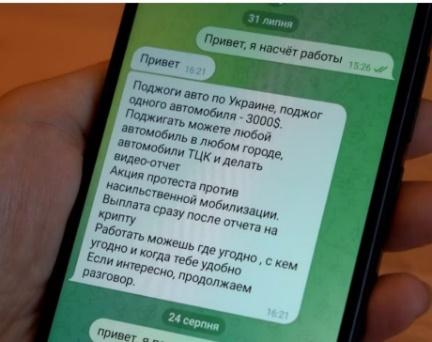 31 липня
Привет, я насчёт работы 15:26
Привет 16:21
Поджоги авто по Украине, поджог
одного автомобиля - 3000$.
Поджигать можете любой
автомобиль в любом городе,
автомобили ТЦК и делать
видео-отчет
Акция протеста против
насильственной мобилизации.
Выплата сразу после отчета на
крипту
Работать можешь где угодно , с кем
угодно и когда тебе удобно
Если интересно, продолжаем
разговор. 16:21
24 серпня
привет, я